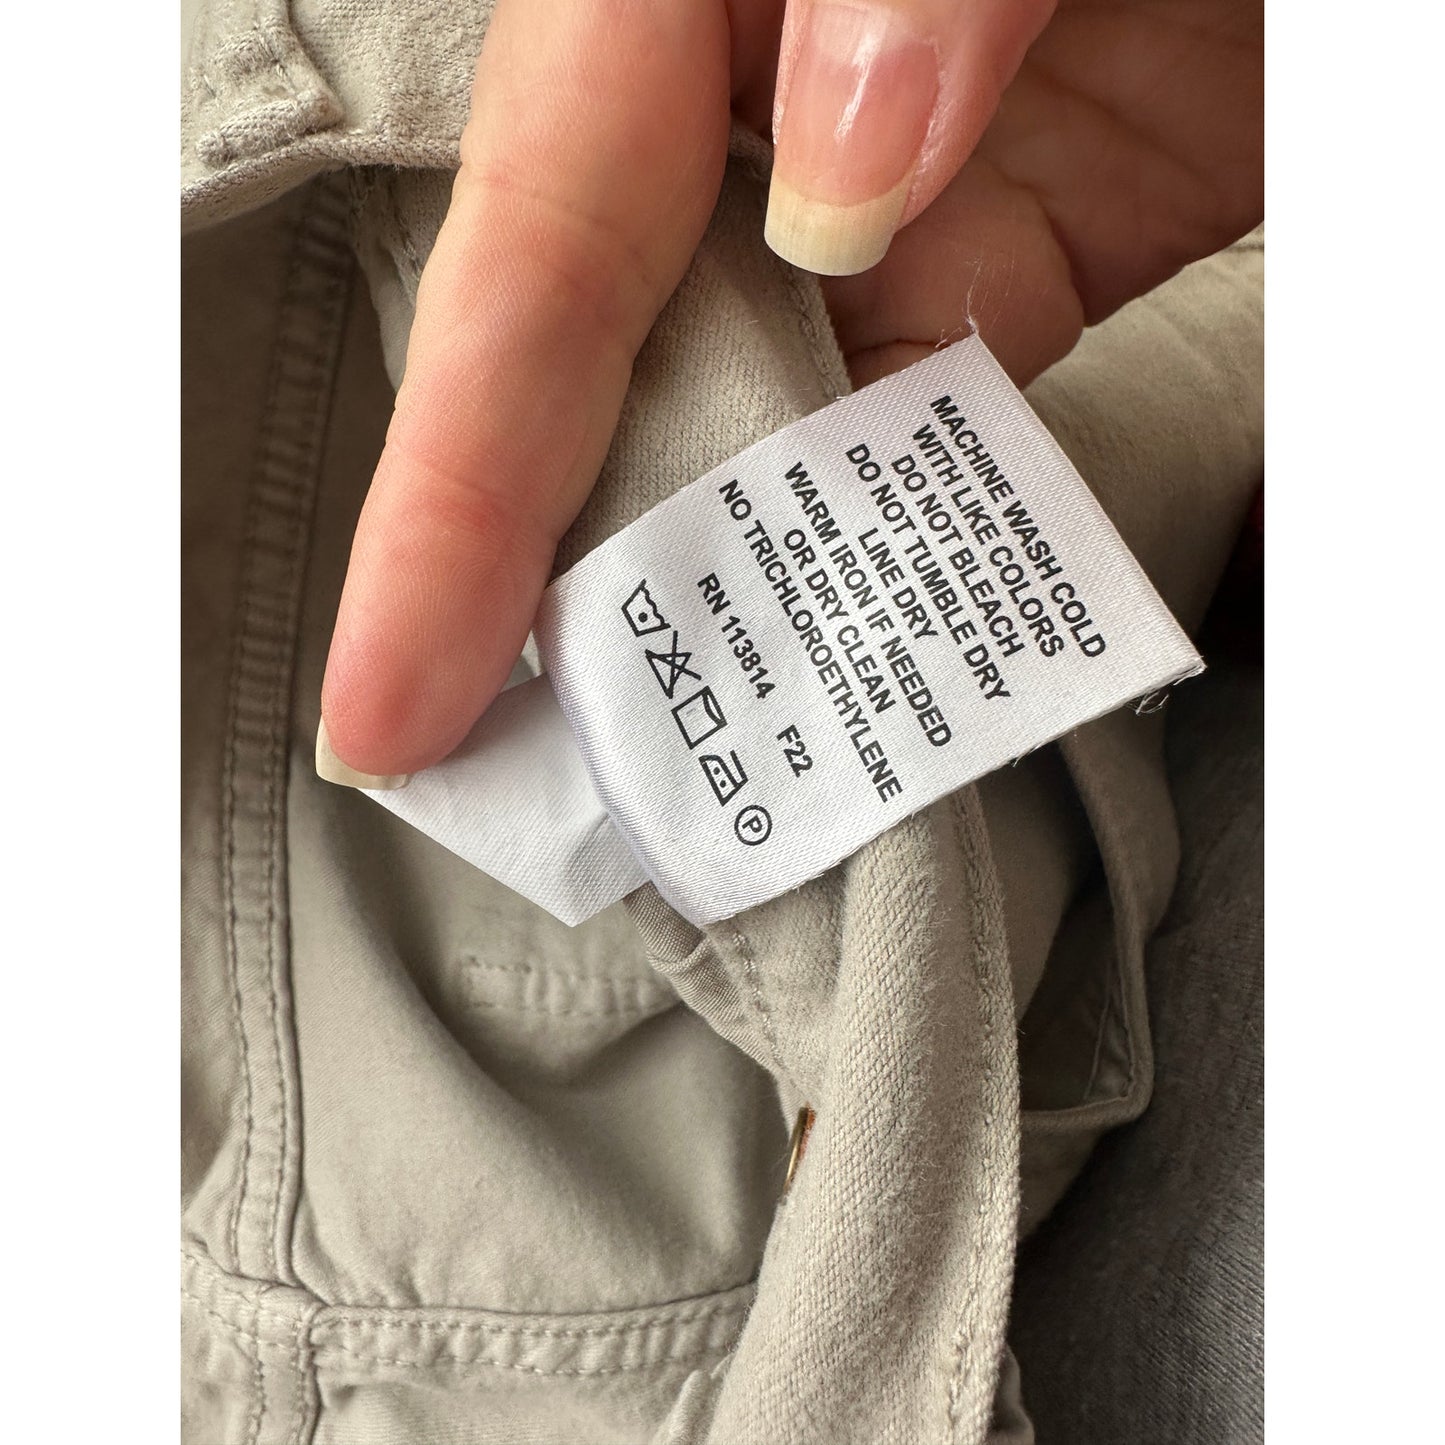 MACHINE WASH COLD
WITH LIKE COLORS
DO NOT BLEACH
DO NOT TUMBLE DRY
LINE DRY
WARM IRON IF NEEDED
OR DRY CLEAN
NO TRICHLOROETHYLENE
RN 113814 F22
P